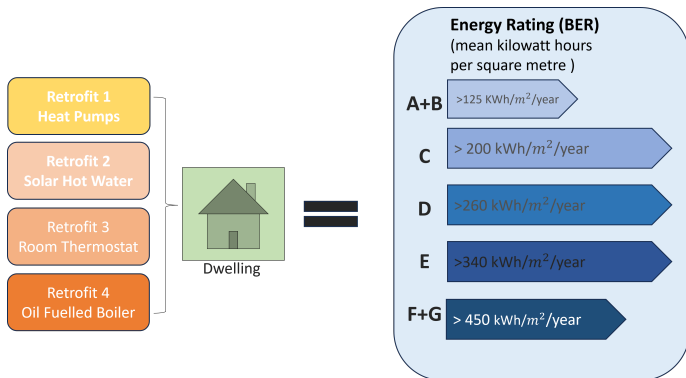 Energy Rating (BER)
(mean kilowatt hours
per square metre )
Retrofit 1
Heat Pumps
Retrofit 2
Solar Hot Water
Retrofit 3
Room Thermostat
Retrofit 4
Oil Fuelled Boiler
Dwelling
A+B
>125 KWh/m²/year
C
> 200 kWh/m²/year
D
>260 kWh/m²/year
E
>340 kWh/m²/year
F+G
> 450 kWh/m²/year